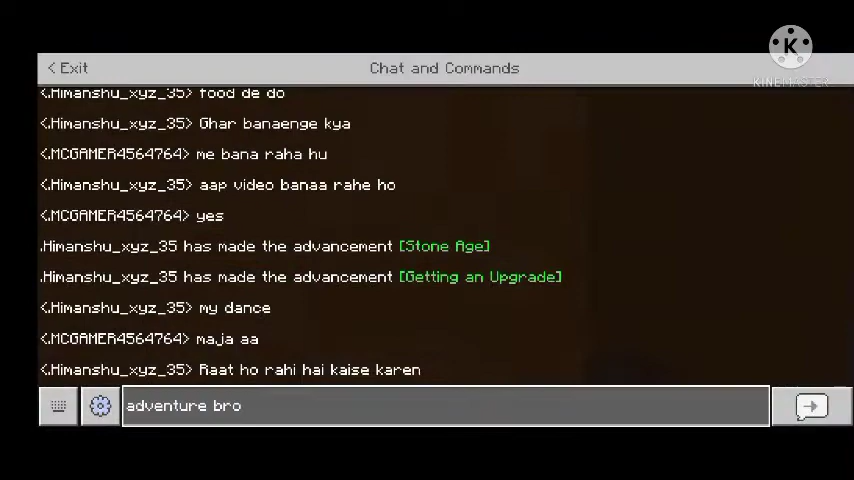 < Exit
Chat and Commands
K
KINEMASTER
<.Himanshu_xyz_35> food de do
<.Himanshu_xyz_35> Ghar banaenge kya
<.MCGAMER4564764> me bana raha hu
<.Himanshu_xyz_35> aap video banaa rahe ho
<.MCGAMER4564764> yes
.Himanshu_xyz_35 has made the advancement [Stone Age]
.Himanshu_xyz_35 has made the advancement [Getting an Upgrade]
<.Himanshu_xyz_35> my dance
<.MCGAMER4564764> maja aa
<.Himanshu_xyz_35> Raat ho rahi hai kaise karen
adventure bro